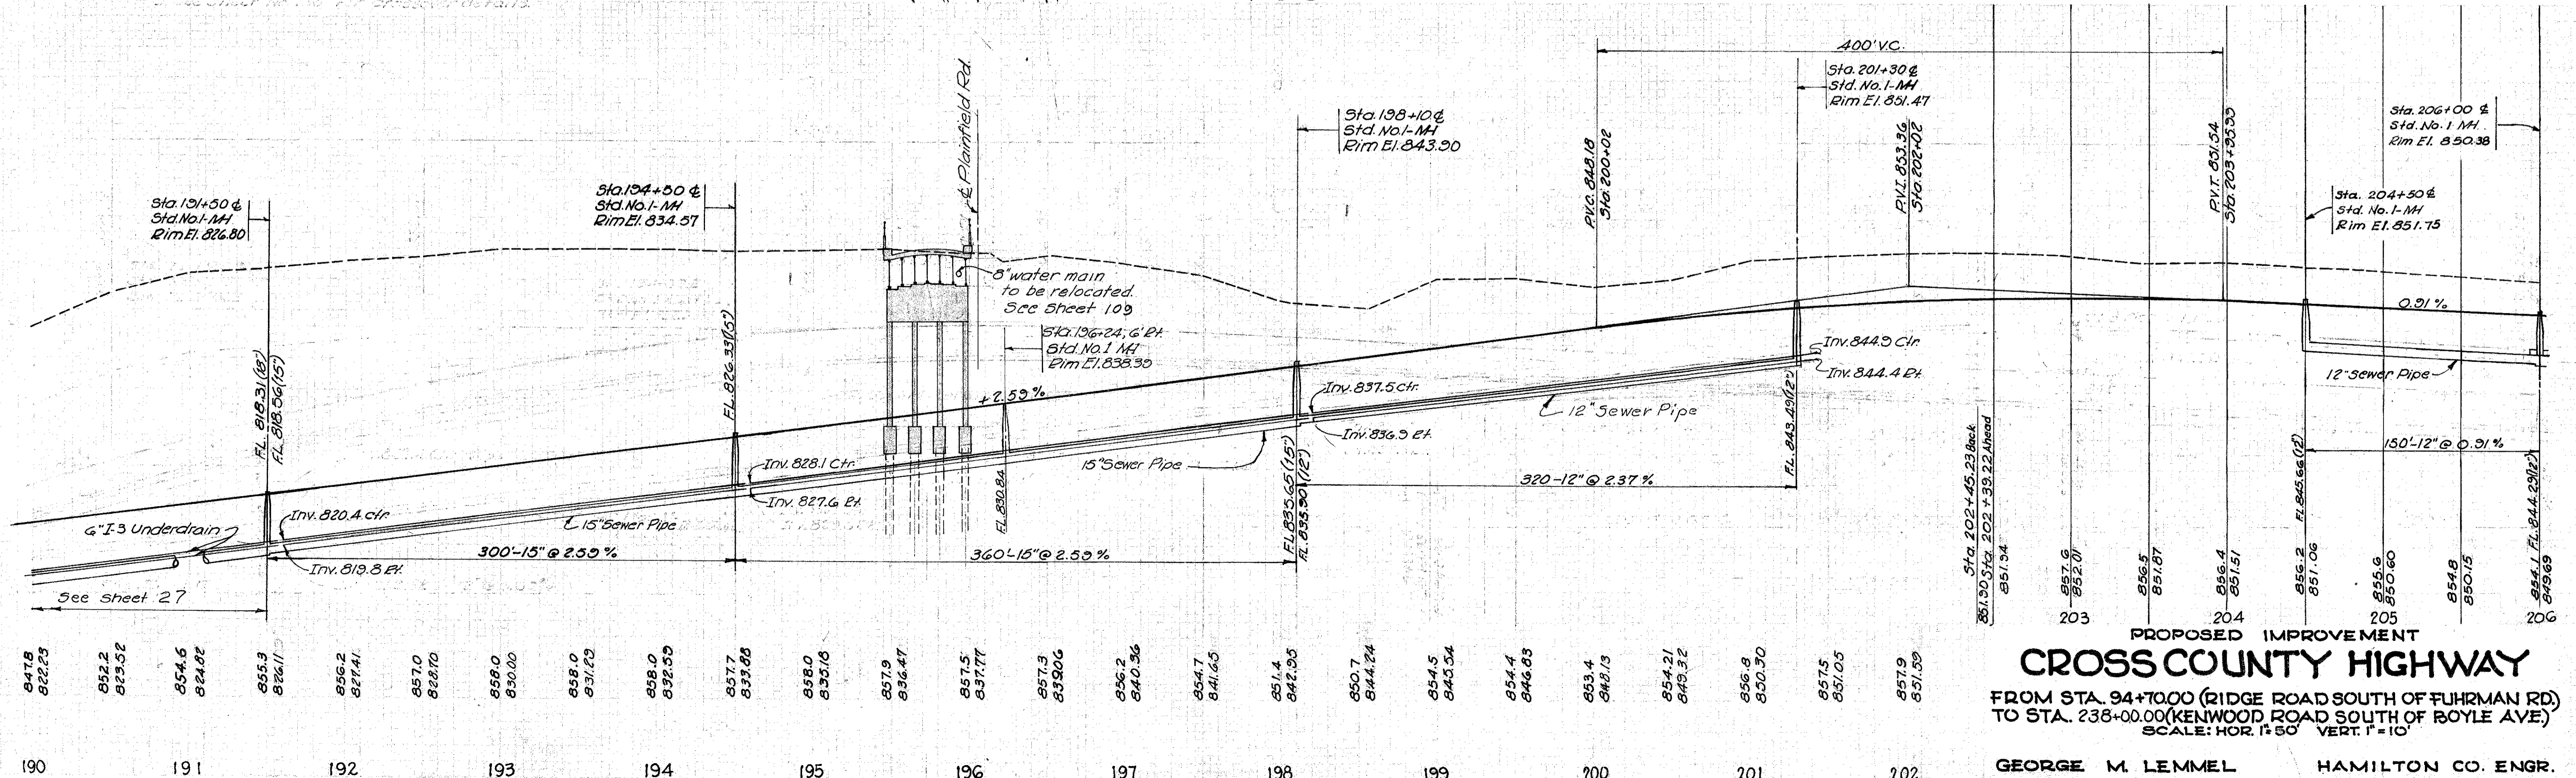 400' V.C.
Sta. 201+30 ℄
Std. No. 1-MH
Rim El. 851.47
Sta. 206+00 ℄
Std. No. 1 MH.
Rim El. 850.38
Sta. 198+10 ℄
Std. No. 1-MH
Rim El. 843.90
℄ Plainfield Rd.
P.V.C. 848.18
Sta. 200+02
P.V.I. 853.36
Sta. 202+02
P.V.T. 851.54
Sta. 203+95.99
Sta. 191+50 ℄
Std. No. 1-MH
Rim El. 826.80
Sta. 194+50 ℄
Std. No. 1-MH
Rim El. 834.57
Sta. 204+50 ℄
Std. No. 1-MH
Rim El. 851.75
8" water main
to be relocated.
See Sheet 109
Sta. 196+24, 6' Rt.
Std. No. 1 MH
Rim El. 838.39
0.91 %
+2.59 %
F.L. 818.31 (18")
F.L. 818.56 (15")
F.L. 826.33 (15")
Inv. 844.9 Ctr.
Inv. 844.4 Rt.
12" Sewer Pipe
Inv. 837.5 Ctr.
12" Sewer Pipe
Inv. 836.9 Rt.
15" Sewer Pipe
Inv. 828.1 Ctr.
Inv. 827.6 Rt.
F.L. 830.84
F.L. 835.65 (15")
F.L. 835.90 (12")
F.L. 843.49 (12")
F.L. 845.66 (12")
F.L. 844.29 (12")
150'-12" @ 0.91 %
320-12" @ 2.37 %
6" I-3 Underdrain
Inv. 820.4 Ctr.
15" Sewer Pipe
300'-15" @ 2.59 %
360'-15" @ 2.59 %
Inv. 819.8 Rt.
See Sheet 27
Sta. 202+45.23 Back
851.90 Sta. 202+39.22 Ahead
851.94
857.6 852.01
856.5 851.87
856.4 851.51
856.2 851.06
855.6 850.60
854.8 850.15
854.1 849.69
203 204 205 206
847.8 822.23
852.2 823.52
854.6 824.82
855.3 826.11
856.2 827.41
857.0 828.70
858.0 830.00
858.0 831.29
858.0 832.59
857.7 833.88
858.0 835.18
857.9 836.47
857.5 837.77
857.3 839.06
856.2 840.36
854.7 841.65
851.4 842.95
850.7 844.24
854.5 845.54
854.4 846.83
853.4 848.13
854.21 849.32
856.8 850.30
857.5 851.05
857.9 851.59
190 191 192 193 194 195 196 197 198 199 200 201 202
PROPOSED IMPROVEMENT
CROSS COUNTY HIGHWAY
FROM STA. 94+70.00 (RIDGE ROAD SOUTH OF FUHRMAN RD.)
TO STA. 238+00.00 (KENWOOD ROAD SOUTH OF BOYLE AVE.)
SCALE: HOR. 1"=50' VERT. 1"=10'
GEORGE M. LEMMEL HAMILTON CO. ENGR.